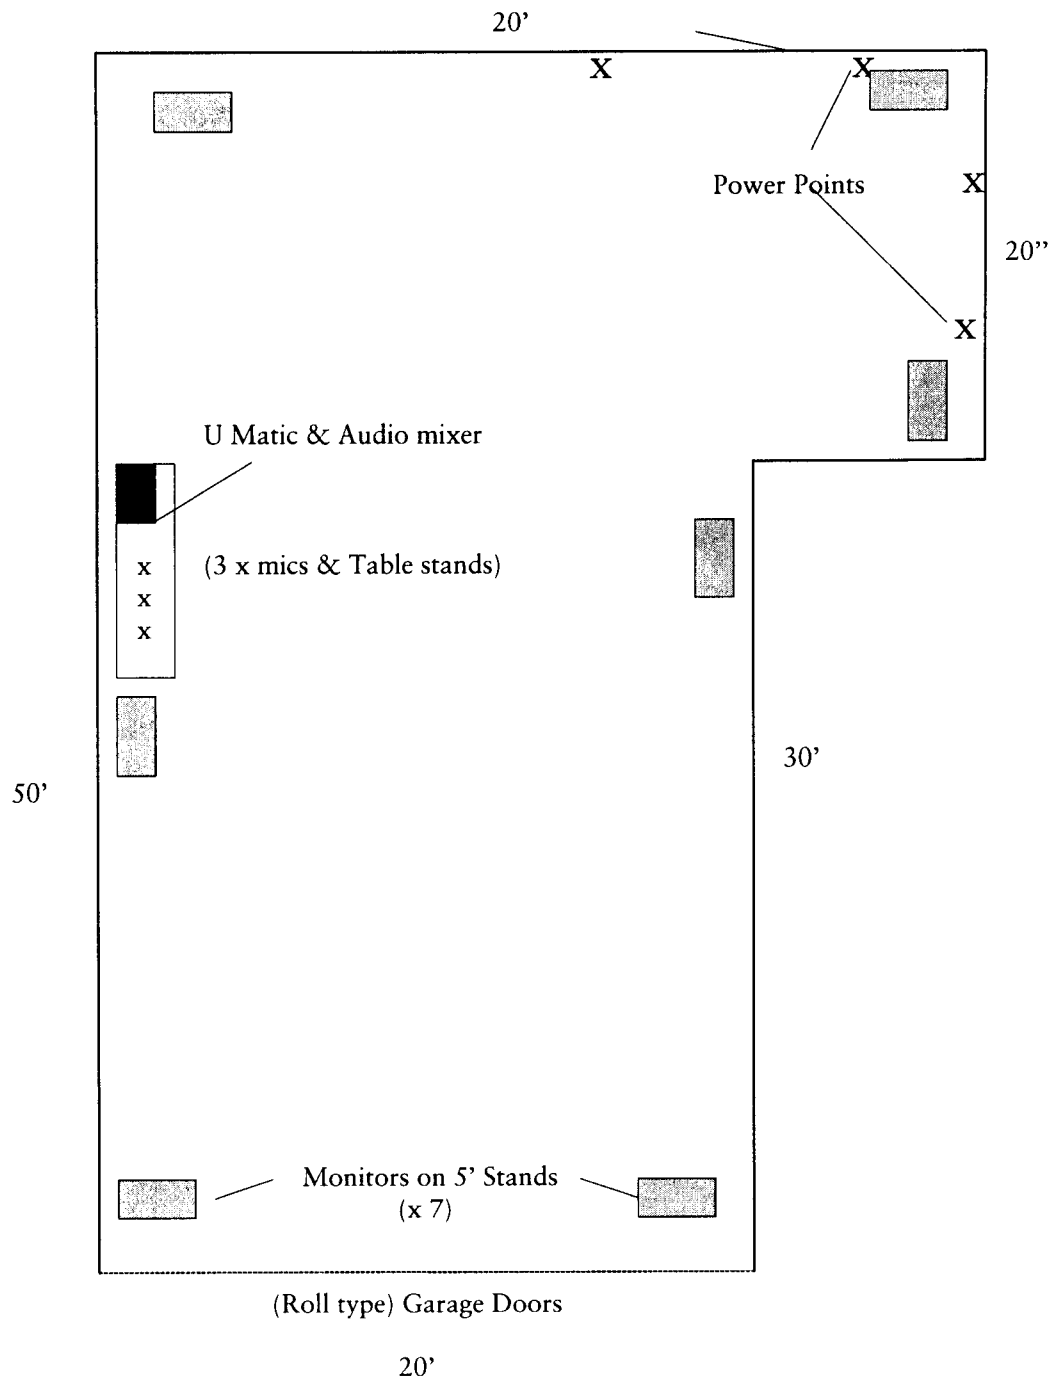 20’
X
X
Power Points
X
20’’
X
U Matic & Audio mixer
(3 x mics & Table stands)
x
x
x
30’
50’
Monitors on 5’ Stands
(x 7)
(Roll type) Garage Doors
20’